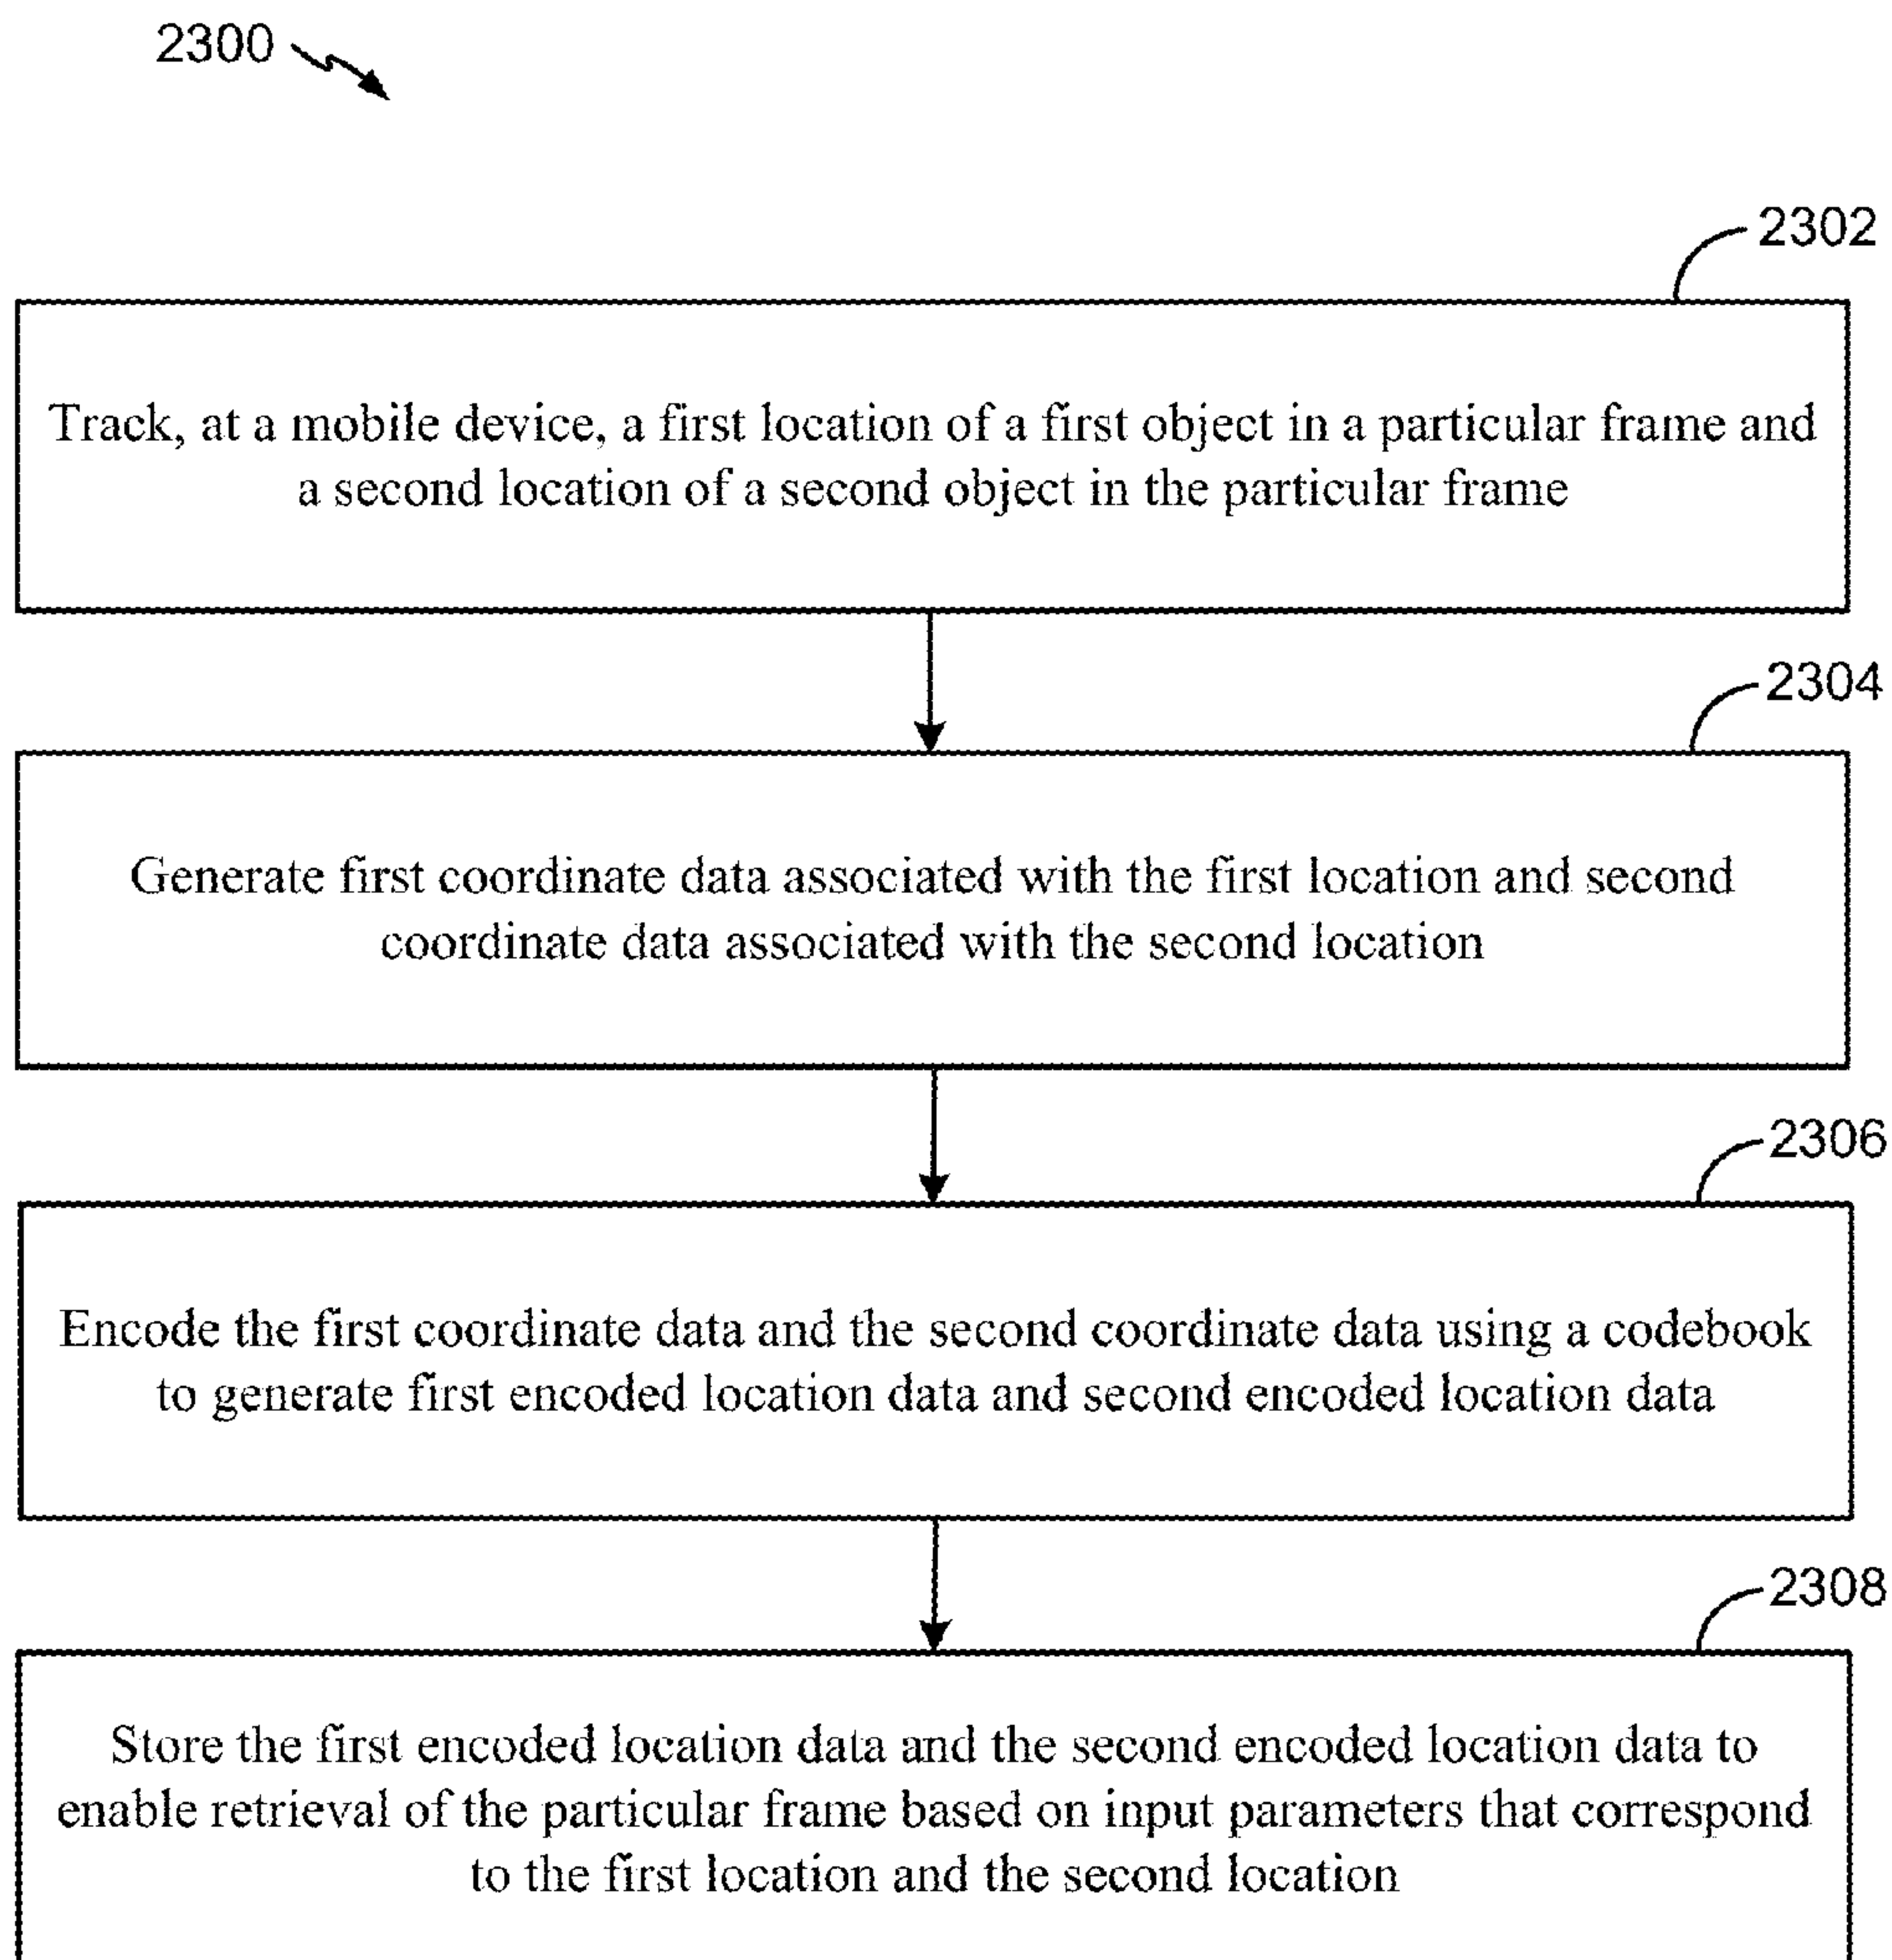 2300
2302
Track, at a mobile device, a first location of a first object in a particular frame and
a second location of a second object in the particular frame
2304
Generate first coordinate data associated with the first location and second
coordinate data associated with the second location
2306
Encode the first coordinate data and the second coordinate data using a codebook
to generate first encoded location data and second encoded location data
2308
Store the first encoded location data and the second encoded location data to
enable retrieval of the particular frame based on input parameters that correspond
to the first location and the second location